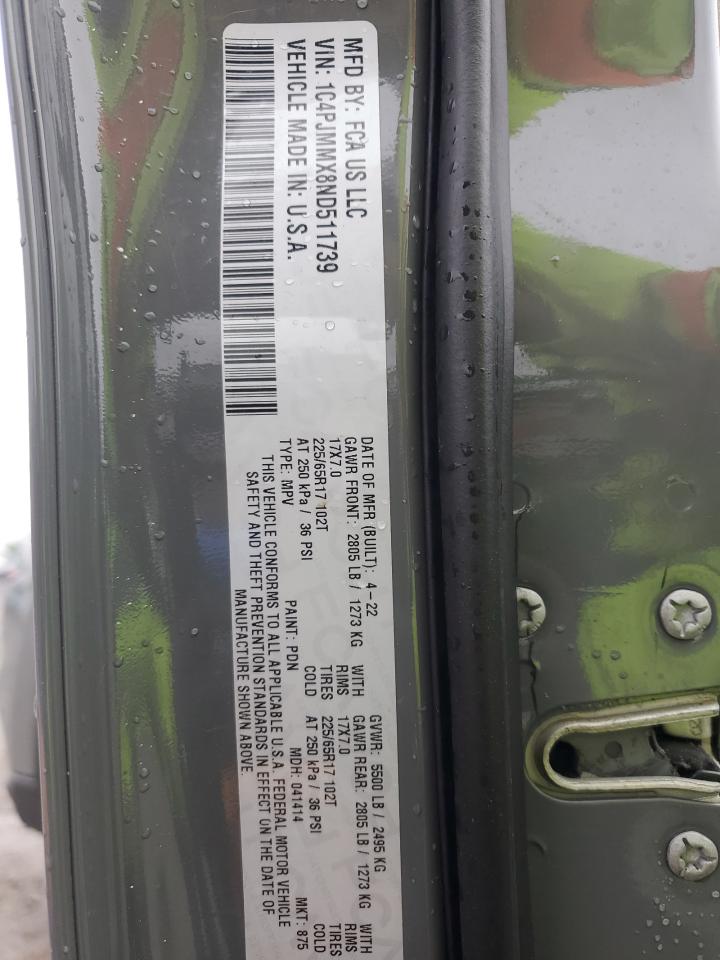 MFD BY: FCA US LLC
VIN: 1C4PJMMX8ND511739
VEHICLE MADE IN: U.S.A.
DATE OF MFR (BUILT): 4-22 GVWR: 5500 LB / 2495 KG
GAWR FRONT: 2805 LB / 1273 KG WITH GAWR REAR: 2805 LB / 1273 KG WITH
17X7.0 RIMS 17X7.0 RIMS
225/65R17 102T TIRES 225/65R17 102T TIRES
AT 250 kPa / 36 PSI COLD AT 250 kPa / 36 PSI COLD
TYPE: MPV PAINT: PDN MDH: 041414 MKT: 875
THIS VEHICLE CONFORMS TO ALL APPLICABLE U.S.A. FEDERAL MOTOR VEHICLE
SAFETY AND THEFT PREVENTION STANDARDS IN EFFECT ON THE DATE OF
MANUFACTURE SHOWN ABOVE.